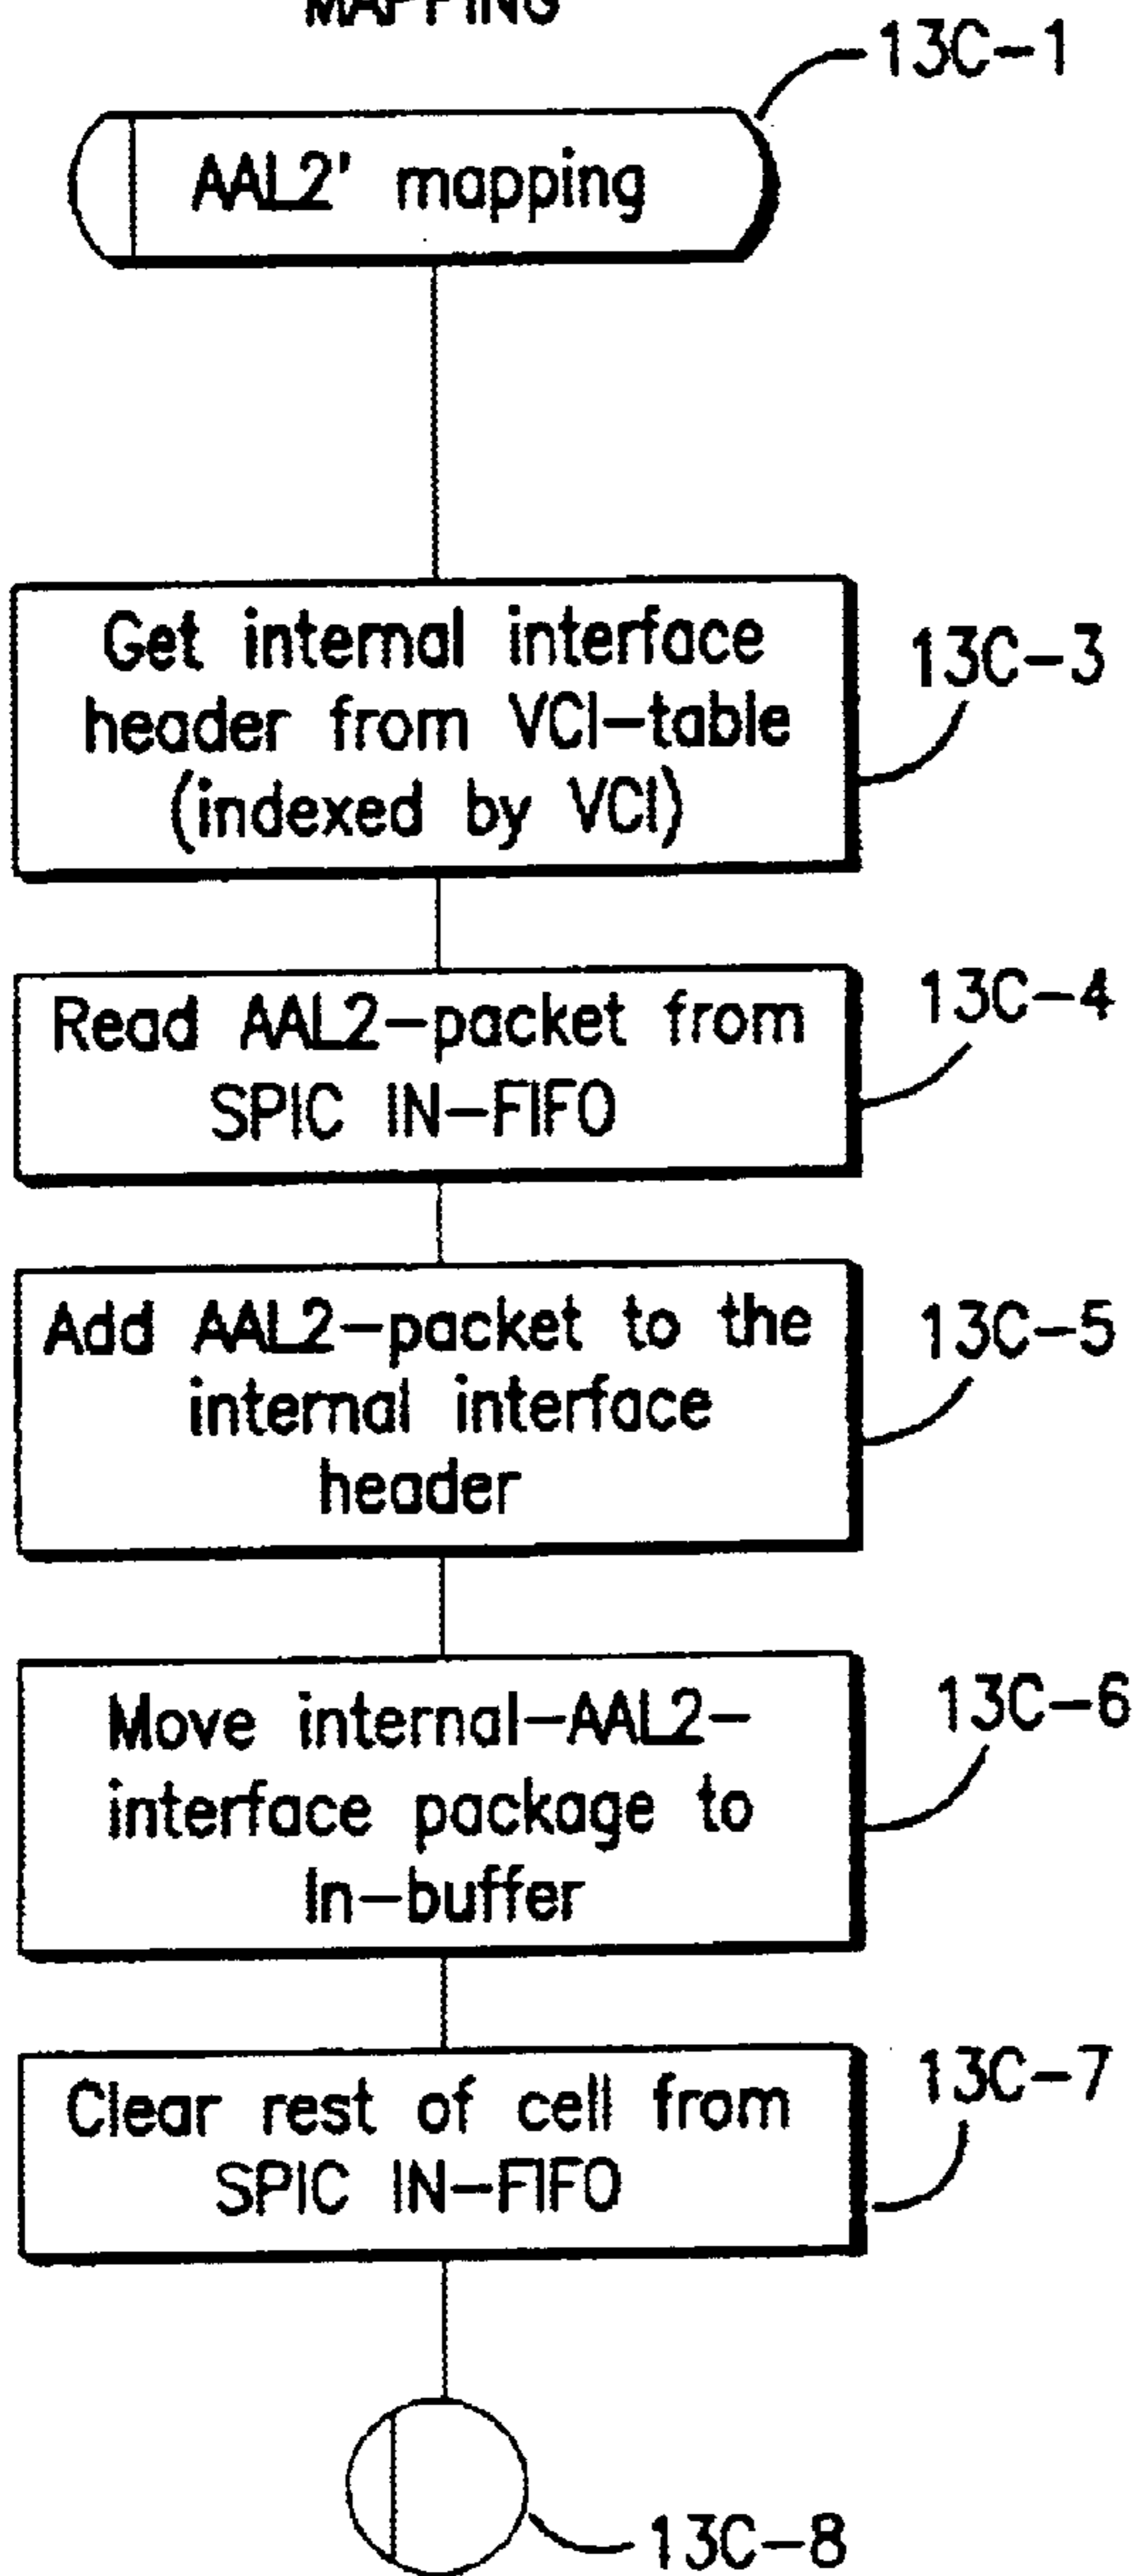 MAPPING
13C-1
AAL2' mapping
Get internal interface
header from VCI-table
(indexed by VCI)
13C-3
Read AAL2-packet from
SPIC IN-FIFO
13C-4
Add AAL2-packet to the
internal interface
header
13C-5
Move internal-AAL2-
interface package to
In-buffer
13C-6
Clear rest of cell from
SPIC IN-FIFO
13C-7
13C-8